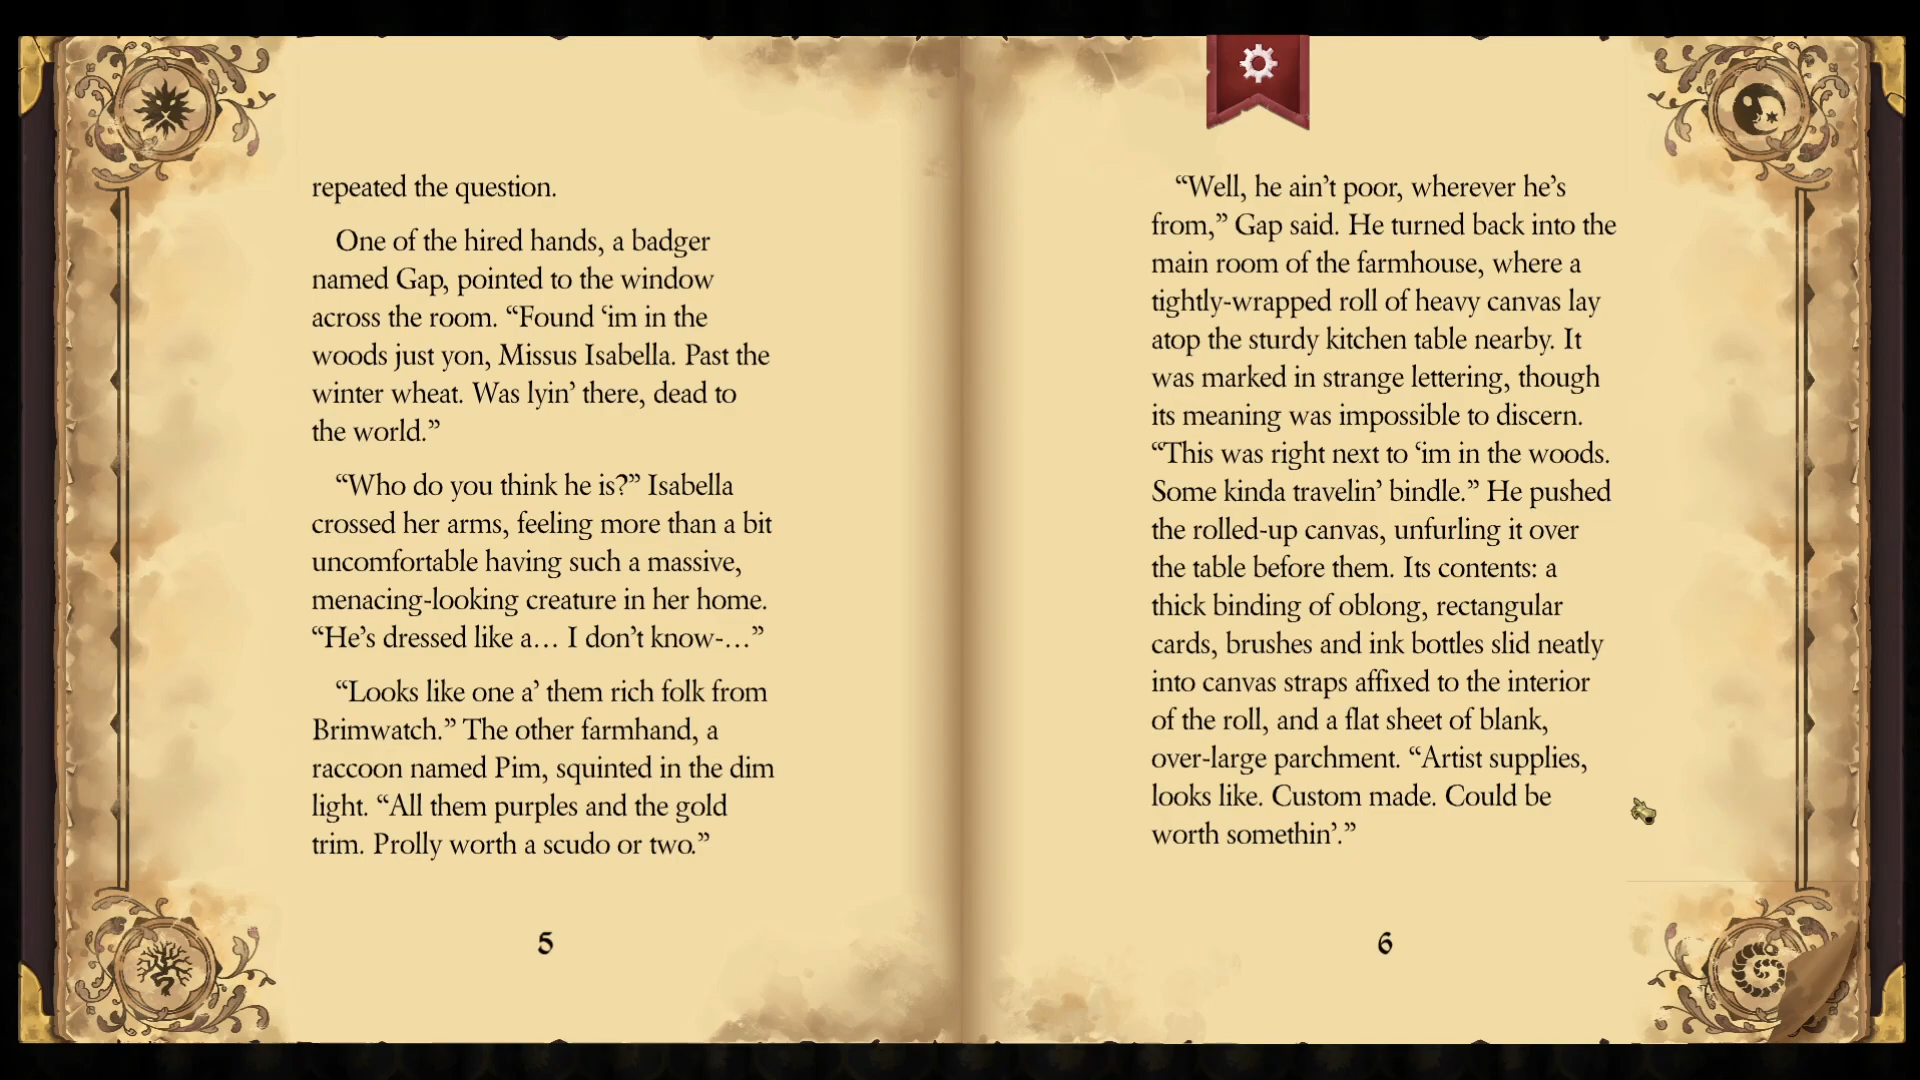 repeated the question.
One of the hired hands, a badger
named Gap, pointed to the window
across the room. “Found ‘im in the
woods just yon, Missus Isabella. Past the
winter wheat. Was lyin’ there, dead to
the world.”
“Who do you think he is?” Isabella
crossed her arms, feeling more than a bit
uncomfortable having such a massive,
menacing-looking creature in her home.
“He’s dressed like a… I don’t know-…”
“Looks like one a’ them rich folk from
Brimwatch.” The other farmhand, a
raccoon named Pim, squinted in the dim
light. “All them purples and the gold
trim. Prolly worth a scudo or two.”
5
“Well, he ain’t poor, wherever he’s
from,” Gap said. He turned back into the
main room of the farmhouse, where a
tightly-wrapped roll of heavy canvas lay
atop the sturdy kitchen table nearby. It
was marked in strange lettering, though
its meaning was impossible to discern.
“This was right next to ‘im in the woods.
Some kinda travelin’ bindle.” He pushed
the rolled-up canvas, unfurling it over
the table before them. Its contents: a
thick binding of oblong, rectangular
cards, brushes and ink bottles slid neatly
into canvas straps affixed to the interior
of the roll, and a flat sheet of blank,
over-large parchment. “Artist supplies,
looks like. Custom made. Could be
worth somethin’.”
6